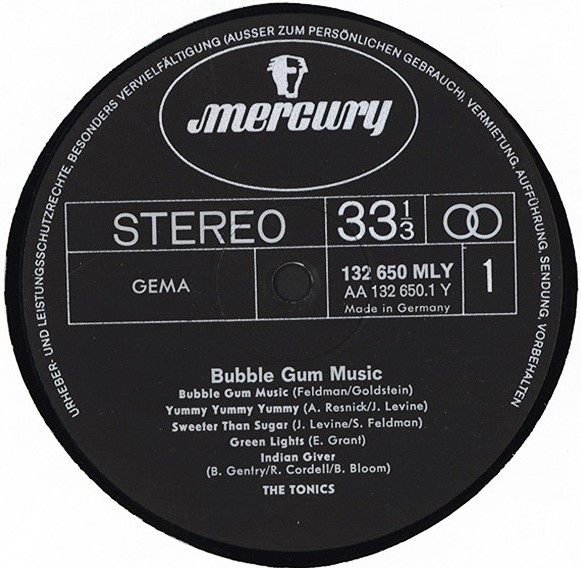 URHEBER- UND LEISTUNGSSCHUTZRECHTE, BESONDERS VERVIELFÄLTIGUNG (AUSSER ZUM PERSÖNLICHEN GEBRAUCH), VERMIETUNG, AUFFÜHRUNG, SENDUNG, VORBEHALTEN
mercury
STEREO 33 1/3
GEMA 132 650 MLY 1
AA 132 650.1 Y
Made in Germany
Bubble Gum Music
Bubble Gum Music (Feldman/Goldstein)
Yummy Yummy Yummy (A. Resnick/J. Levine)
Sweeter Than Sugar (J. Levine/S. Feldman)
Green Lights (E. Grant)
Indian Giver
(B. Gentry/R. Cordell/B. Bloom)
THE TONICS